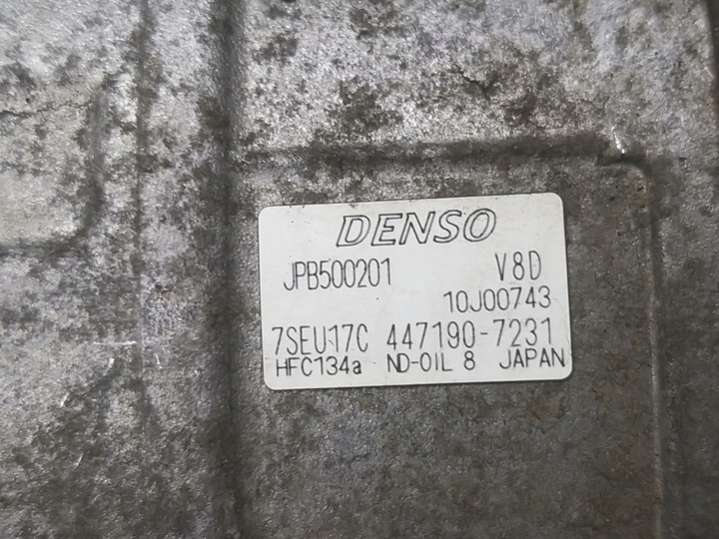 DENSO
JPB500201 V8D
10J00743
7SEU17C 447190-7231
HFC134a ND-OIL 8 JAPAN